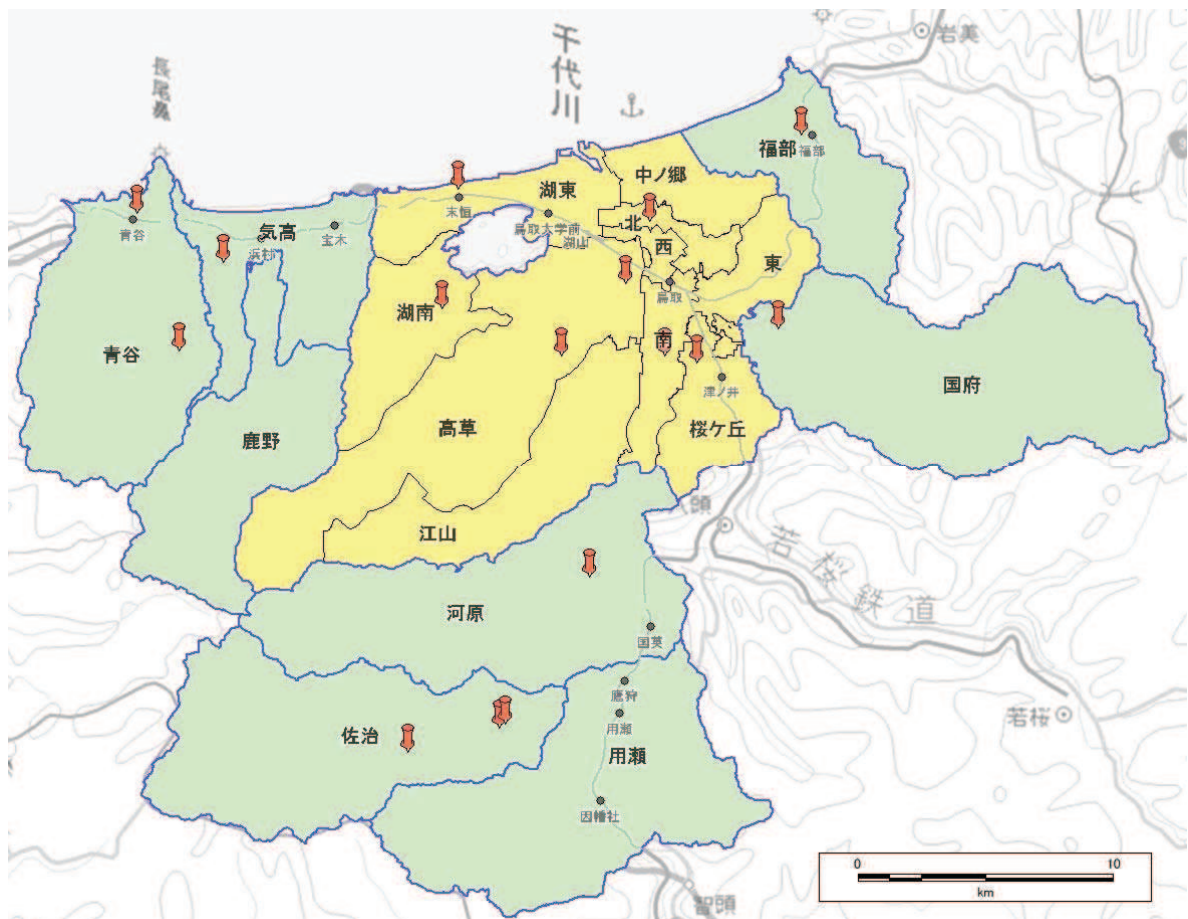 岩美
千代川
長尾鼻
9
福部
福部
中ノ郷
湖東
末恒
鳥取大学前
湖山
北
西
東
青谷
気高
浜村
宝木
鳥取
湖南
青谷
南
津ノ井
国府
鹿野
高草
桜ケ丘
江山
八頭
若桜鉄道
河原
国英
鷹狩
用瀬
若桜
佐治
用瀬
因幡社
智頭
0
10
km